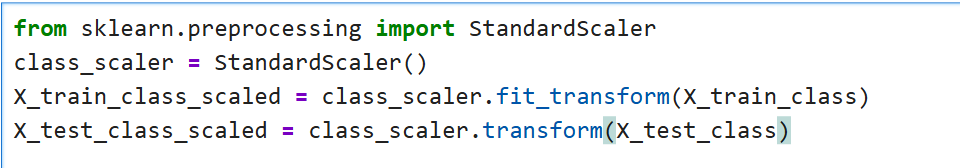 from sklearn.preprocessing import StandardScaler
class_scaler = StandardScaler()
X_train_class_scaled = class_scaler.fit_transform(X_train_class)
X_test_class_scaled = class_scaler.transform(X_test_class)